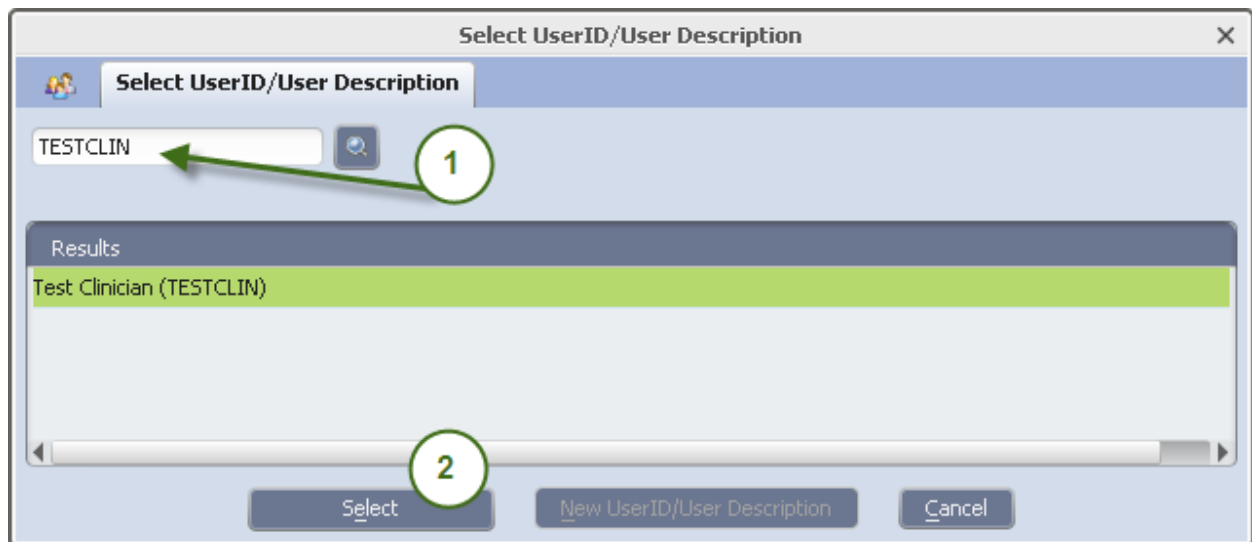 Select UserID/User Description
Select UserID/User Description
TESTCLIN
1
Results
Test Clinician (TESTCLIN)
2
Select New UserID/User Description Cancel